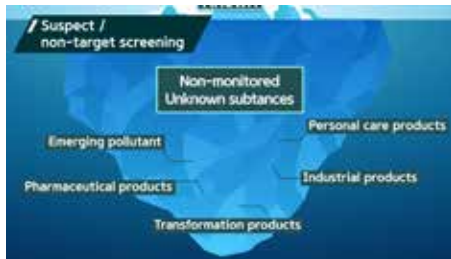 Suspect /
non-target screening
Non-monitored
Unknown subtances
Personal care products
Emerging pollutant
Industrial products
Pharmaceutical products
Transformation products